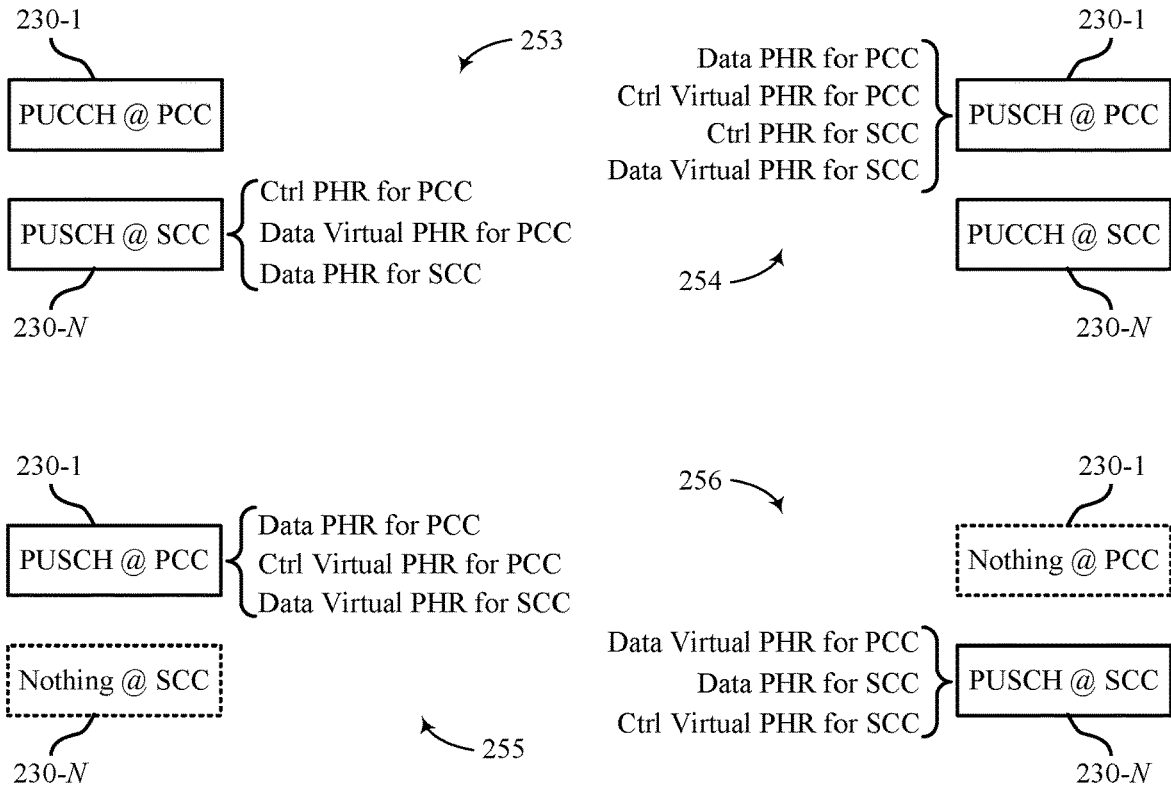 230-1
253
PUCCH @ PCC
PUSCH @ SCC
Ctrl PHR for PCC
Data Virtual PHR for PCC
Data PHR for SCC
230-N
230-1
Data PHR for PCC
Ctrl Virtual PHR for PCC
Ctrl PHR for SCC
Data Virtual PHR for SCC
PUSCH @ PCC
PUCCH @ SCC
254
230-N
230-1
PUSCH @ PCC
Data PHR for PCC
Ctrl Virtual PHR for PCC
Data Virtual PHR for SCC
Nothing @ SCC
255
230-N
256
230-1
Nothing @ PCC
Data Virtual PHR for PCC
Data PHR for SCC
Ctrl Virtual PHR for SCC
PUSCH @ SCC
230-N